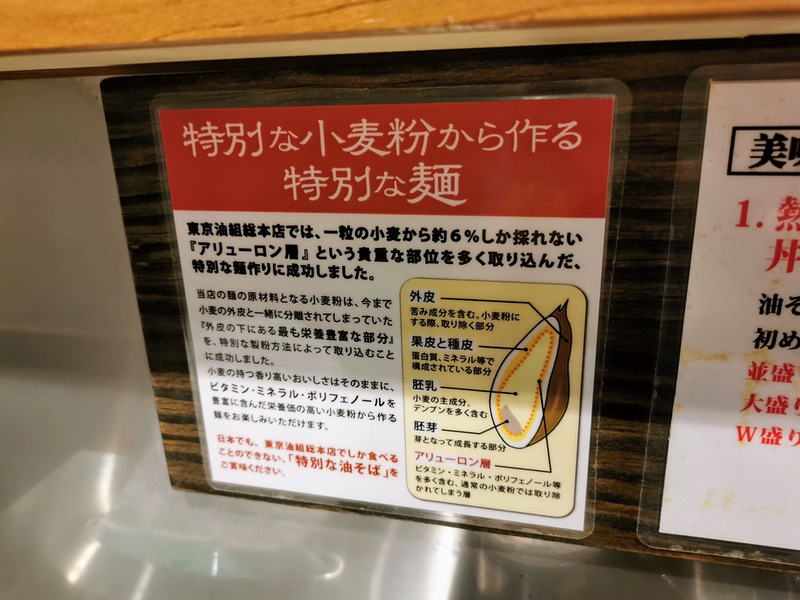 特別な小麦粉から作る
特別な麺
東京油組総本店では、一粒の小麦から約6%しか採れない
『アリューロン層』という貴重な部位を多く取り込んだ、
特別な麺作りに成功しました。
当店の麺の原材料となる小麦粉は、今まで
小麦の外皮と一緒に分離されてしまっていた
『外皮の下にある最も栄養豊富な部分』
を、特別な製粉方法によって取り込むこと
に成功しました。
小麦の持つ香り高いおいしさはそのままに、
ビタミン・ミネラル・ポリフェノールを
豊富に含んだ栄養価の高い小麦粉から作る
麺をお楽しみいただけます。
日本でも、東京油組総本店でしか食べる
ことのできない、「特別な油そば」を
ご賞味ください。
外皮
苦み成分を含む。小麦粉に
する際、取り除く部分
果皮と種皮
蛋白質、ミネラル等で
構成されている部分
胚乳
小麦の主成分。
デンプンを多く含む
胚芽
芽となって成長する部分
アリューロン層
ビタミン・ミネラル・ポリフェノール等
を多く含む、通常の小麦粉では取り除
かれてしまう層
美味
1. 熱
丼
油そ
初め
並盛
大盛り
W盛り